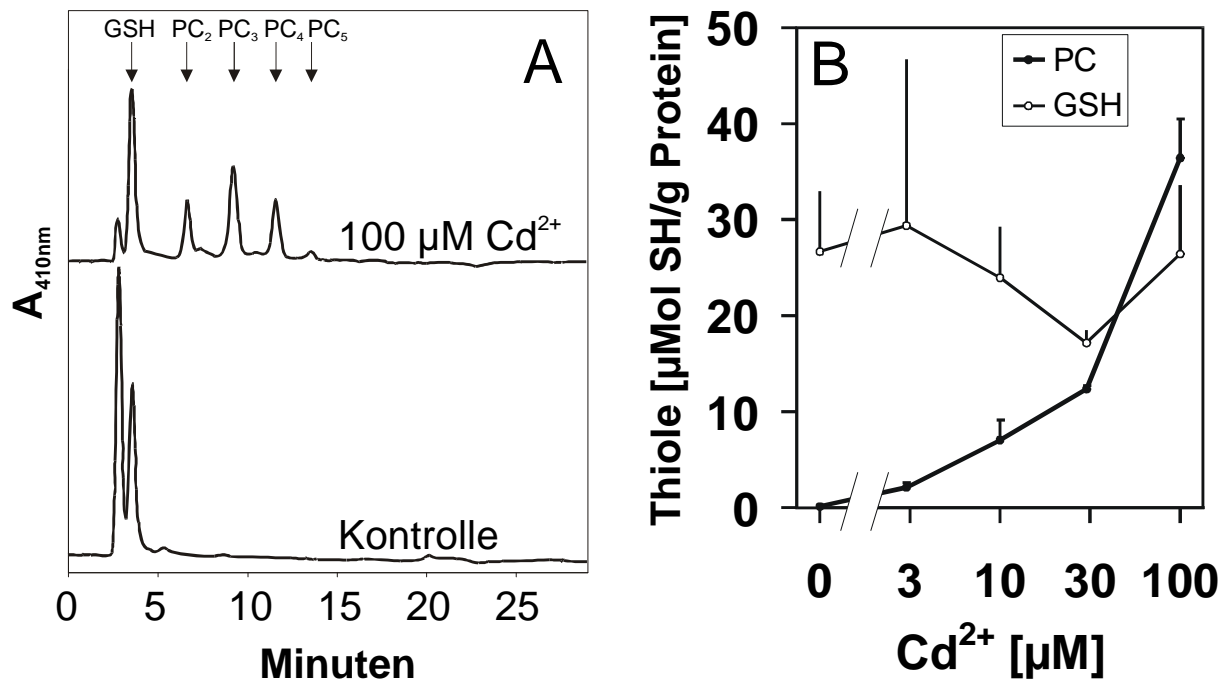 GSH PC₂ PC₃ PC₄ PC₅
A
100 µM Cd²⁺
Kontrolle
A₄₁₀ₙₘ
0 5 10 15 20 25
Minuten
B
PC
GSH
Thiole [µMol SH/g Protein]
50
40
30
20
10
0
0 3 10 30 100
Cd²⁺ [µM]